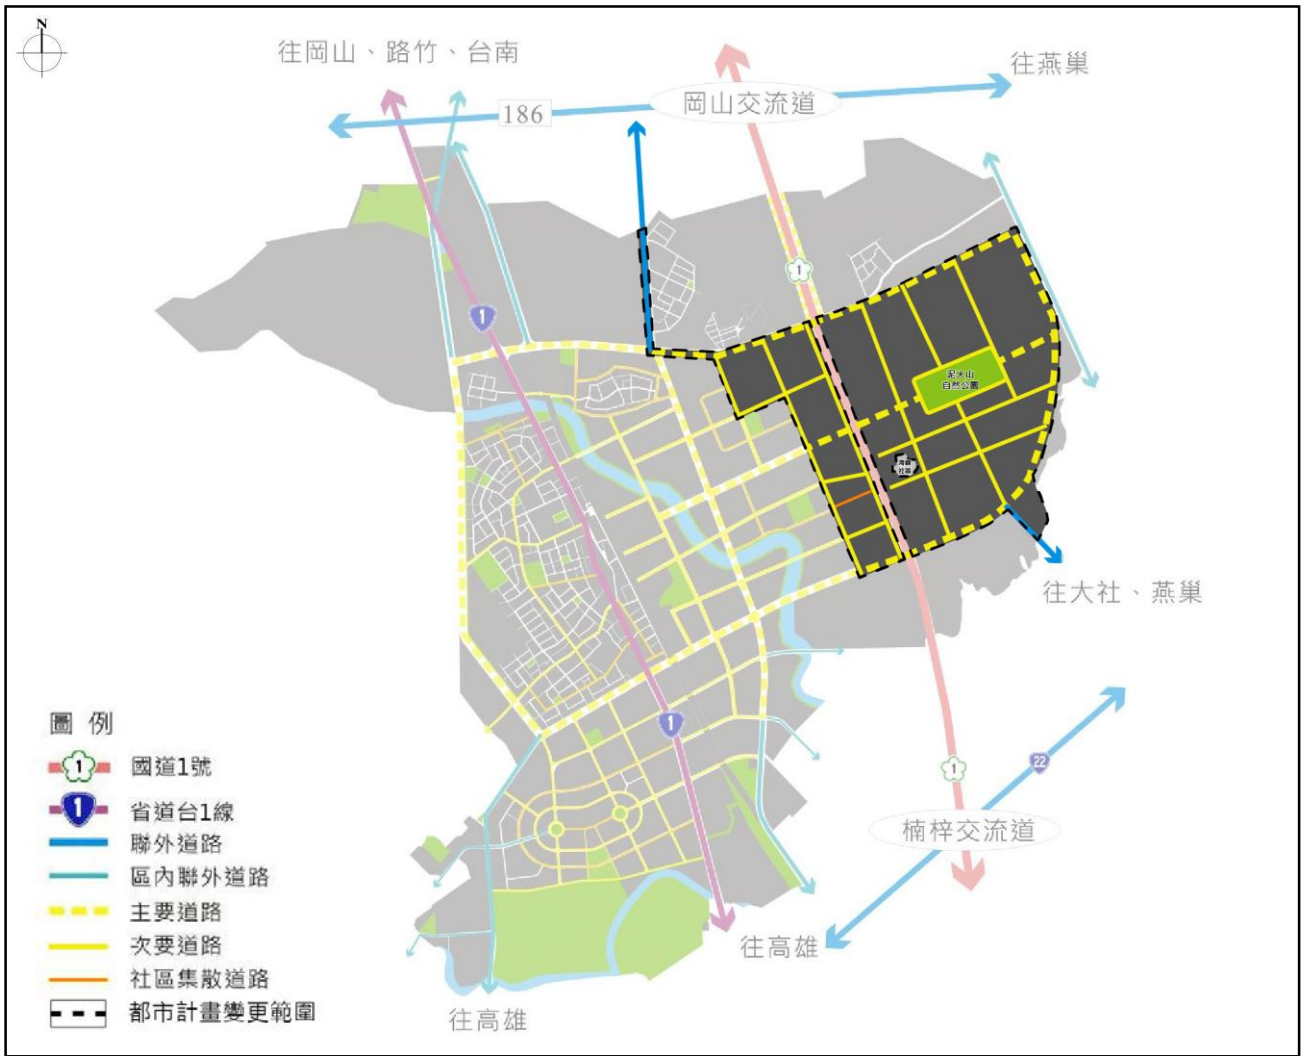 N
往岡山、路竹、台南
往燕巢
186
岡山交流道
1
1
泥火山
自然公園
社區
往大社、燕巢
1
22
1
楠梓交流道
往高雄
往高雄
圖 例
1
國道1號
1
省道台1線
聯外道路
區內聯外道路
主要道路
次要道路
社區集散道路
都市計畫變更範圍